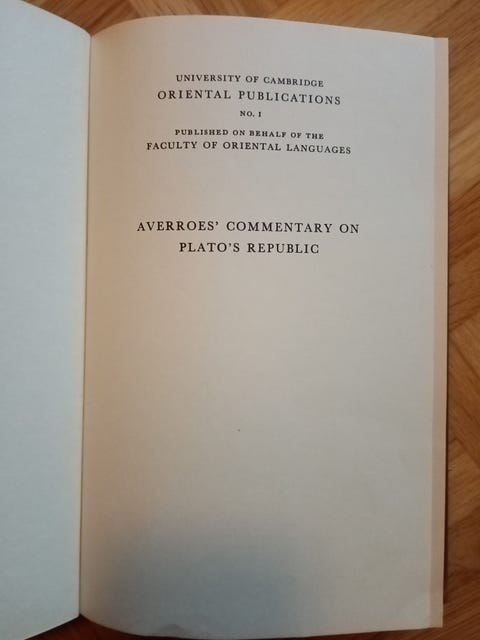 UNIVERSITY OF CAMBRIDGE
ORIENTAL PUBLICATIONS
NO. 1
PUBLISHED ON BEHALF OF THE
FACULTY OF ORIENTAL LANGUAGES
AVERROES' COMMENTARY ON
PLATO'S REPUBLIC